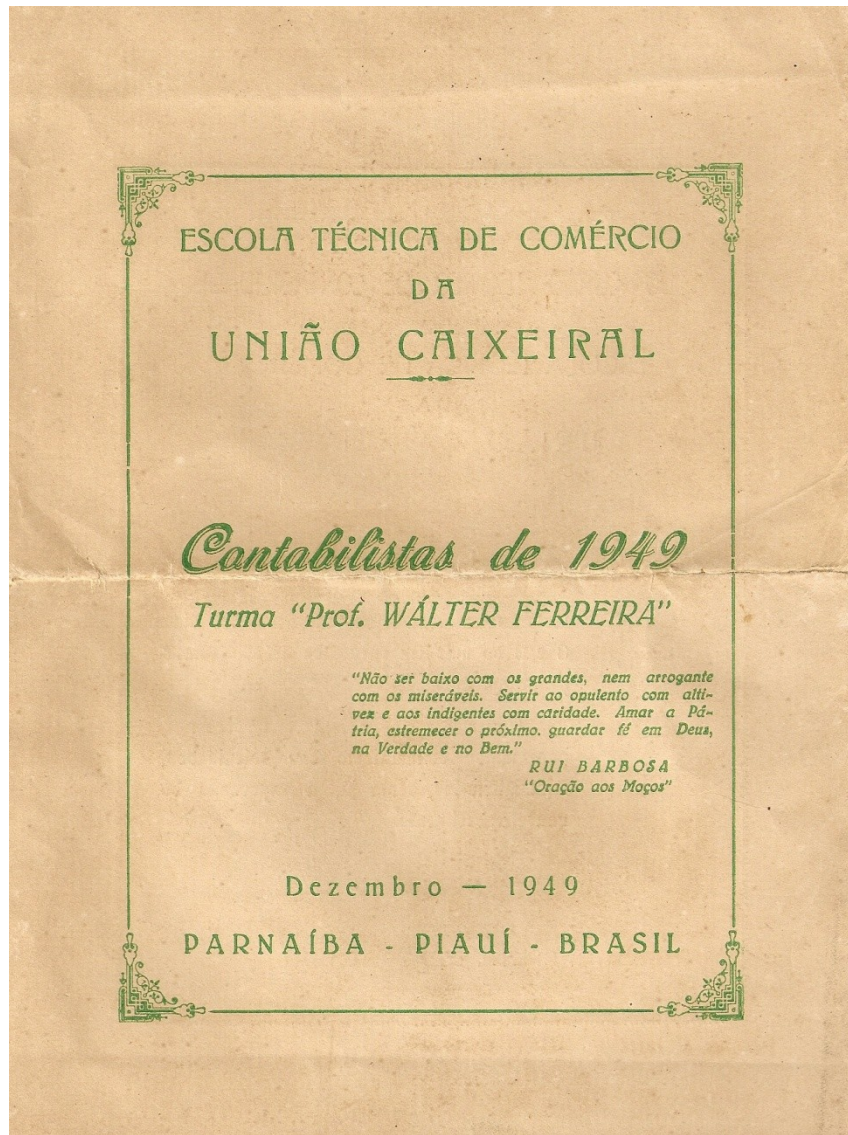 ESCOLA TÉCNICA DE COMÉRCIO
DA
UNIÃO CAIXEIRAL
Contabilistas de 1949
Turma “Prof. WÁLTER FERREIRA”
“Não ser baixo com os grandes, nem arrogante
com os miseráveis. Servir ao opulento com alti-
vez e aos indigentes com caridade. Amar a Pá-
tria, estremecer o próximo. guardar fé em Deus,
na Verdade e no Bem.”
RUI BARBOSA
“Oração aos Moços”
Dezembro — 1949
PARNAÍBA - PIAUÍ - BRASIL